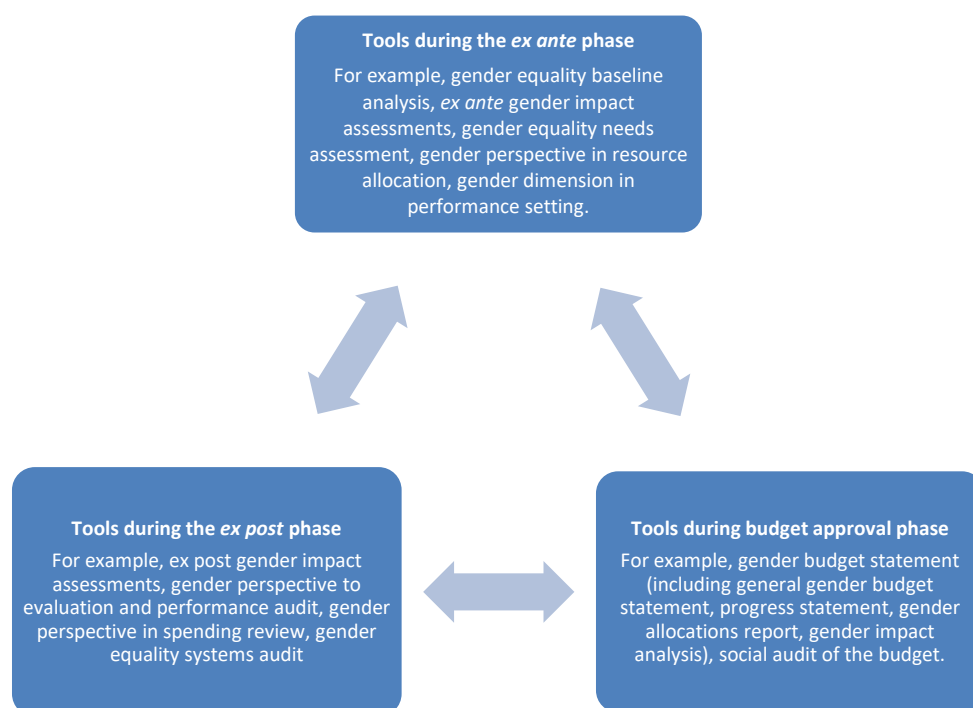 Tools during the ex ante phase
For example, gender equality baseline
analysis, ex ante gender impact
assessments, gender equality needs
assessment, gender perspective in resource
allocation, gender dimension in
performance setting.
Tools during the ex post phase
For example, ex post gender impact
assessments, gender perspective to
evaluation and performance audit, gender
perspective in spending review, gender
equality systems audit
Tools during budget approval phase
For example, gender budget statement
(including general gender budget
statement, progress statement, gender
allocations report, gender impact
analysis), social audit of the budget.